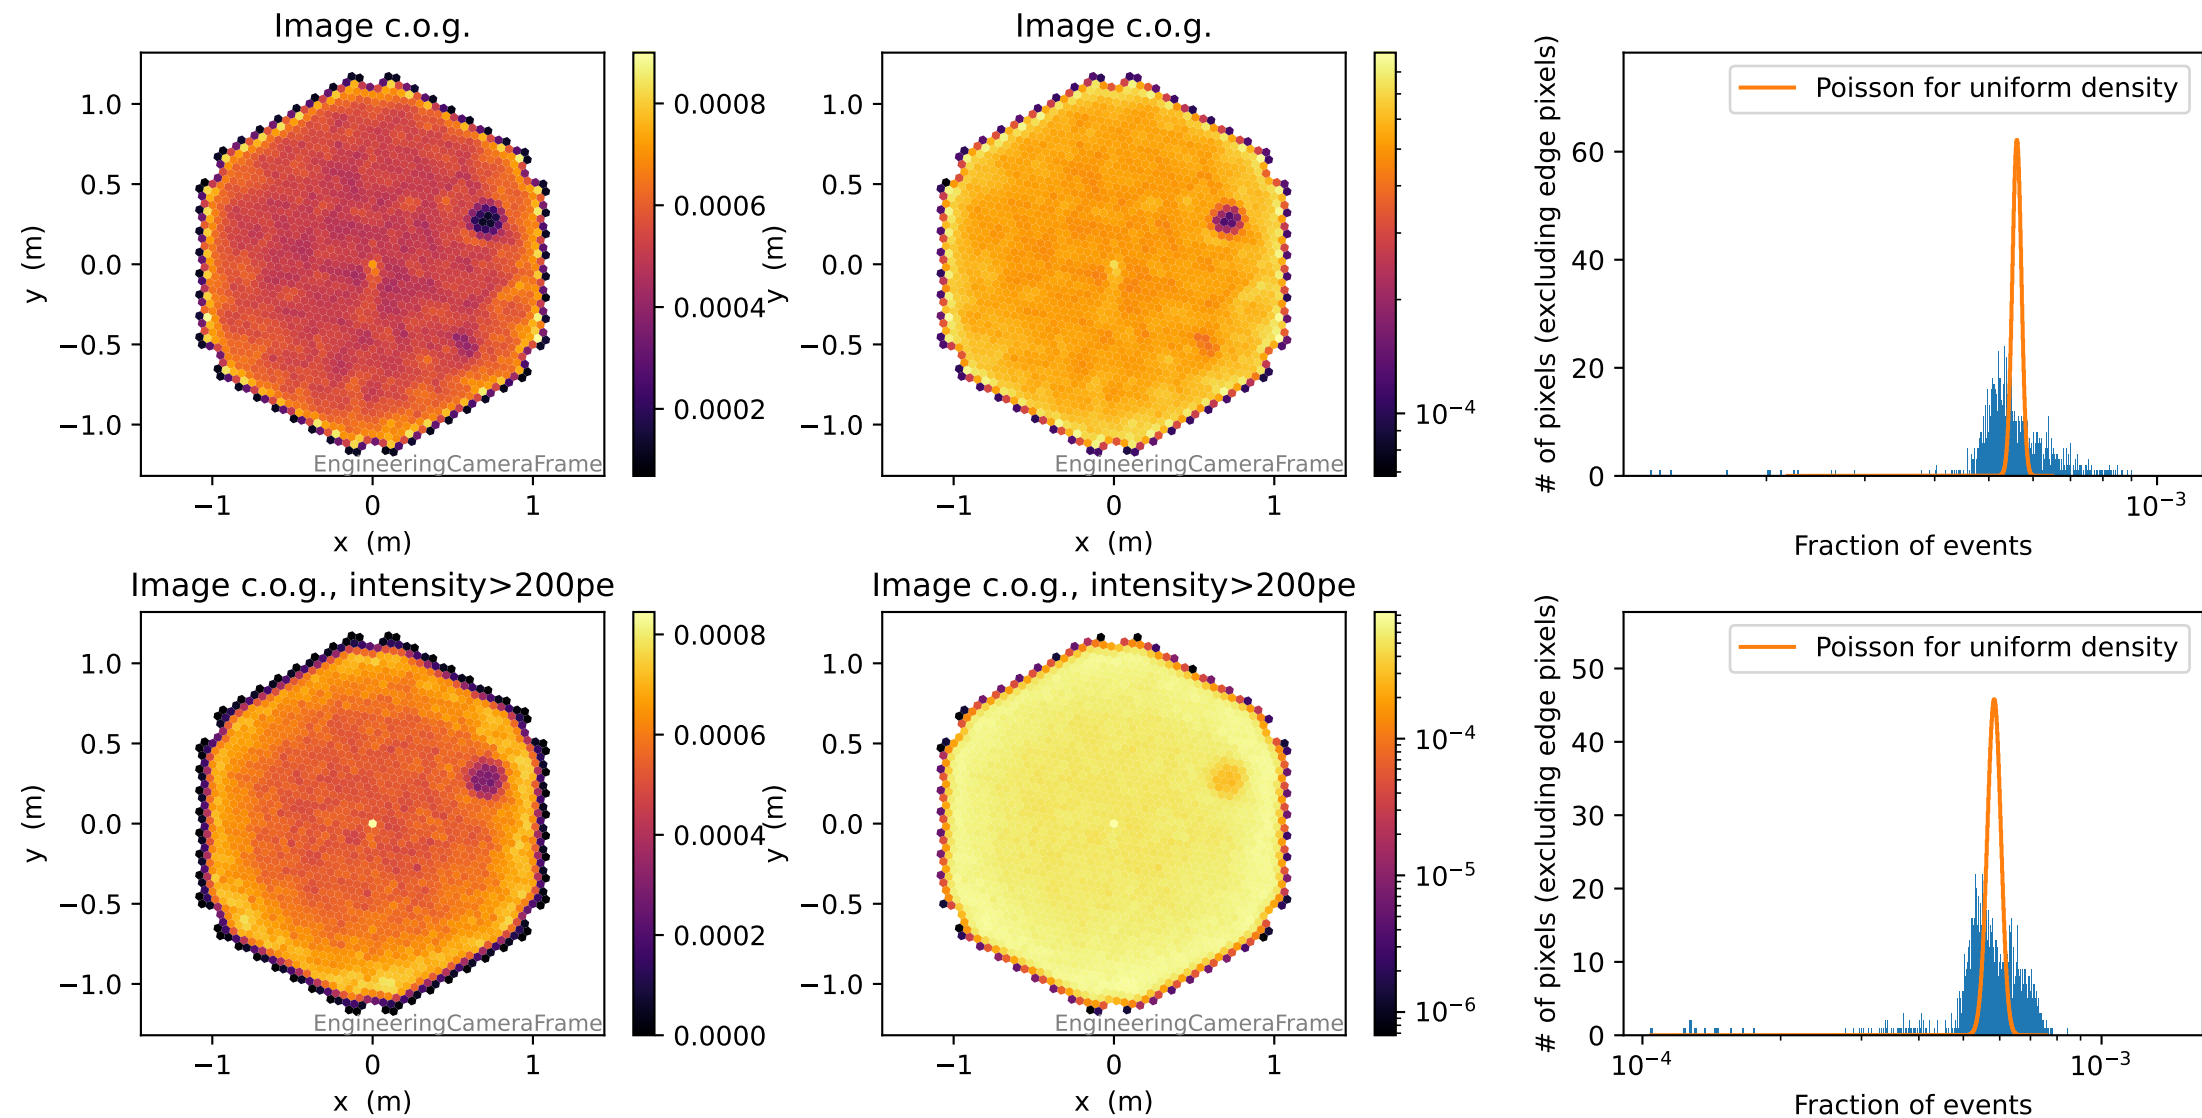 Image c.o.g.
1.0
0.5
0.0
−0.5
−1.0
y (m)
−1
0
1
x (m)
EngineeringCameraFrame
0.0008
0.0006
0.0004
0.0002
Image c.o.g.
1.0
0.5
0.0
−0.5
−1.0
y (m)
−1
0
1
x (m)
EngineeringCameraFrame
10⁻⁴
# of pixels (excluding edge pixels)
60
40
20
0
Poisson for uniform density
10⁻³
Fraction of events
Image c.o.g., intensity>200pe
1.0
0.5
0.0
−0.5
−1.0
y (m)
−1
0
1
x (m)
EngineeringCameraFrame
0.0008
0.0006
0.0004
0.0002
0.0000
Image c.o.g., intensity>200pe
1.0
0.5
0.0
−0.5
−1.0
y (m)
−1
0
1
x (m)
EngineeringCameraFrame
10⁻⁴
10⁻⁵
10⁻⁶
# of pixels (excluding edge pixels)
50
40
30
20
10
0
Poisson for uniform density
10⁻⁴
10⁻³
Fraction of events